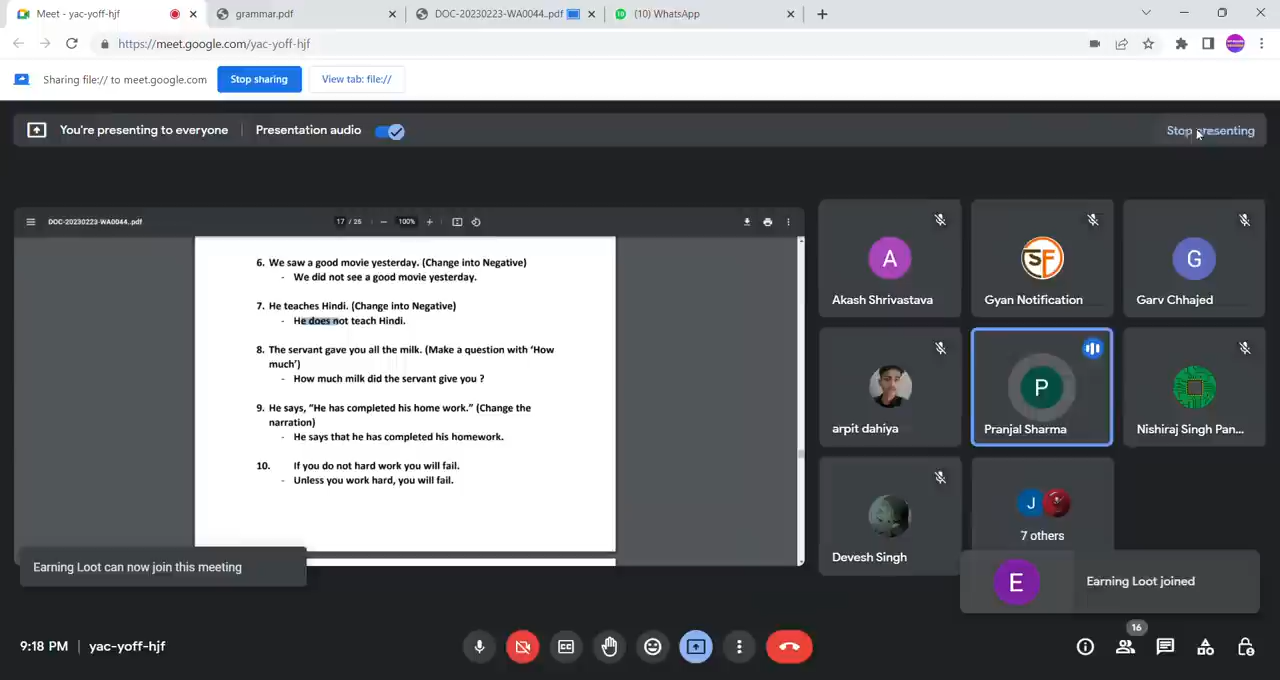 Meet - yac-yoff-hjf
grammar.pdf
DOC-20230223-WA0044..pdf
(10) WhatsApp
https://meet.google.com/yac-yoff-hjf
Sharing file:// to meet.google.com
Stop sharing
View tab: file://
You're presenting to everyone
Presentation audio
Stop presenting
DOC-20230223-WA0044..pdf
17 / 25
100%
6. We saw a good movie yesterday. (Change into Negative)
- We did not see a good movie yesterday.
7. He teaches Hindi. (Change into Negative)
- He does not teach Hindi.
8. The servant gave you all the milk. (Make a question with ‘How
much’)
- How much milk did the servant give you ?
9. He says, “He has completed his home work.” (Change the
narration)
- He says that he has completed his homework.
10. If you do not hard work you will fail.
- Unless you work hard, you will fail.
A
Akash Shrivastava
SF
Gyan Notification
G
Garv Chhajed
arpit dahiya
P
Pranjal Sharma
Nishiraj Singh Pan...
Devesh Singh
J
7 others
Earning Loot can now join this meeting
E
Earning Loot joined
9:18 PM | yac-yoff-hjf
16